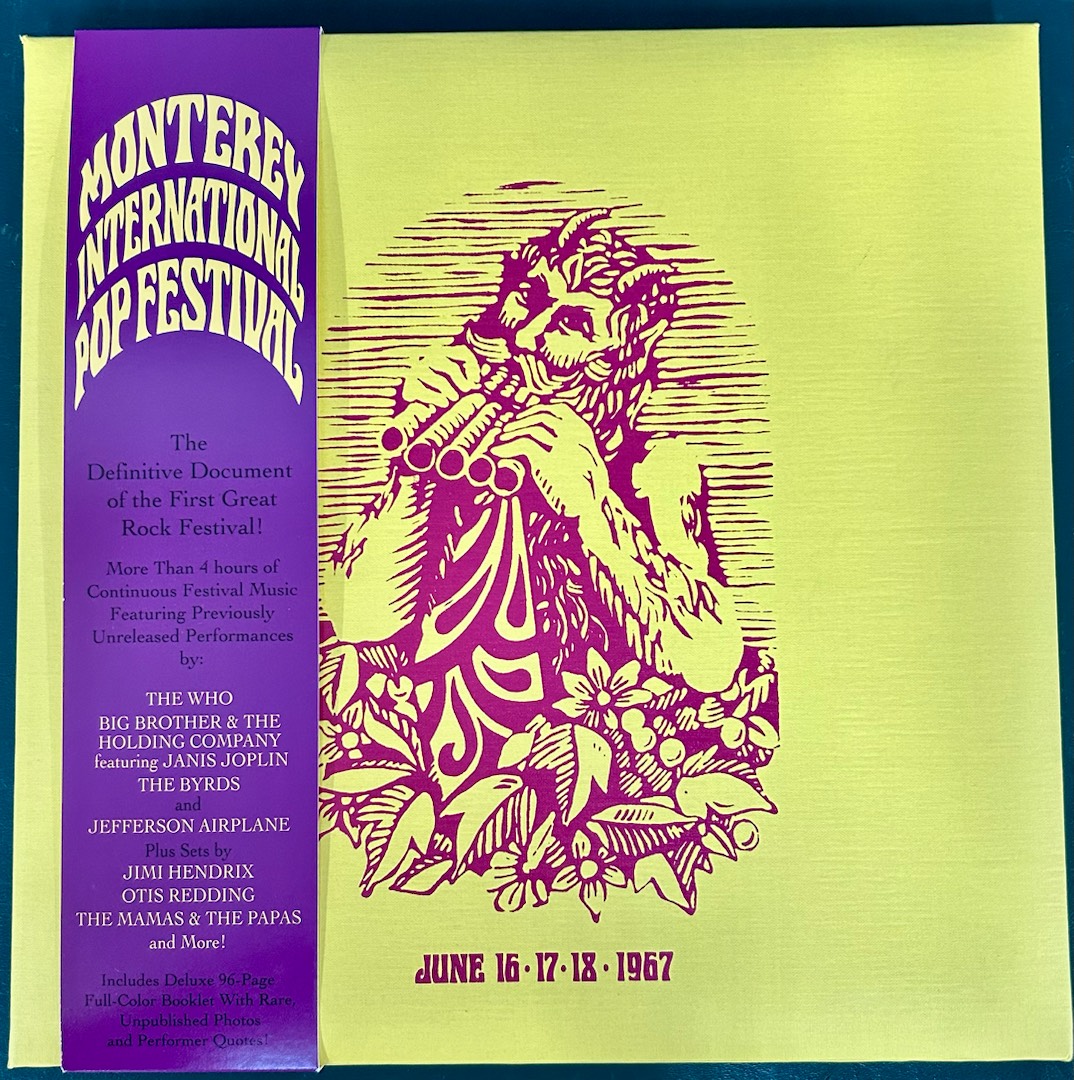 MONTEREY
INTERNATIONAL
POP FESTIVAL
The
Definitive Document
of the First Great
Rock Festival!
More Than 4 hours of
Continuous Festival Music
Featuring Previously
Unreleased Performances
by:
THE WHO
BIG BROTHER & THE
HOLDING COMPANY
featuring JANIS JOPLIN
THE BYRDS
and
JEFFERSON AIRPLANE
Plus Sets by
JIMI HENDRIX
OTIS REDDING
THE MAMAS & THE PAPAS
and More!
Includes Deluxe 96-Page
Full-Color Booklet With Rare,
Unpublished Photos
and Performer Quotes!
JUNE 16·17·18·1967